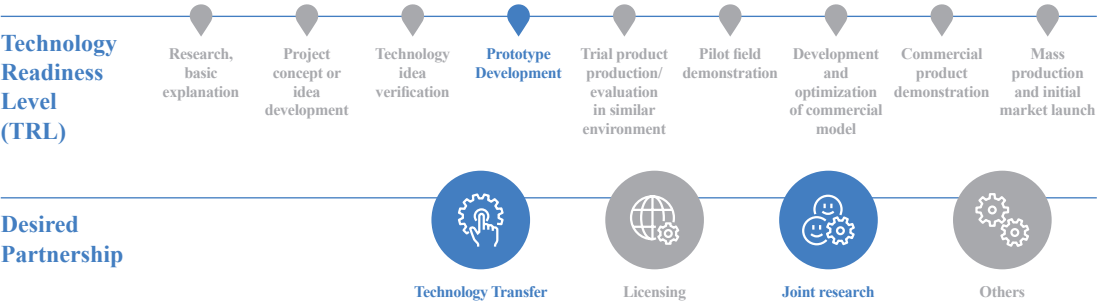 Technology
Readiness
Level
(TRL)
Research,
basic
explanation
Project
concept or
idea
development
Technology
idea
verification
Prototype
Development
Trial product
production/
evaluation
in similar
environment
Pilot field
demonstration
Development
and
optimization
of commercial
model
Commercial
product
demonstration
Mass
production
and initial
market launch
Desired
Partnership
Technology Transfer
Licensing
Joint research
Others